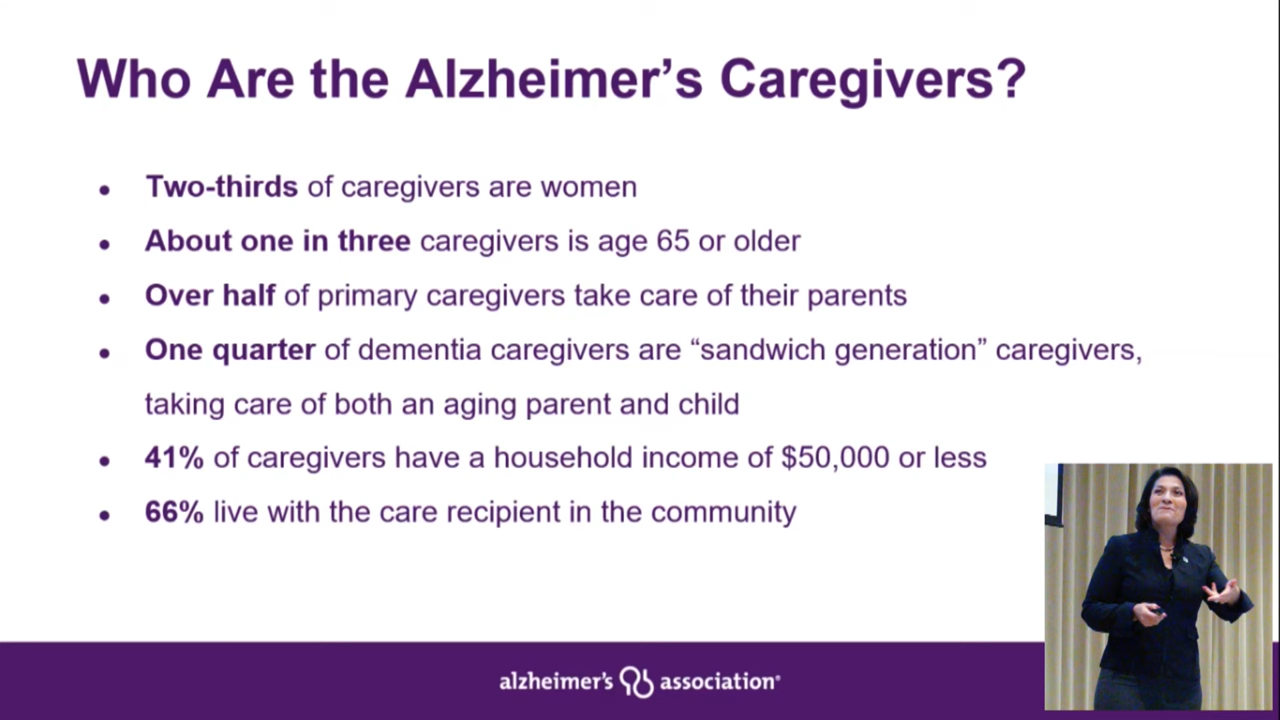 Who Are the Alzheimer’s Caregivers?
• Two-thirds of caregivers are women
• About one in three caregivers is age 65 or older
• Over half of primary caregivers take care of their parents
• One quarter of dementia caregivers are “sandwich generation” caregivers,
taking care of both an aging parent and child
• 41% of caregivers have a household income of $50,000 or less
• 66% live with the care recipient in the community
alzheimer's association®